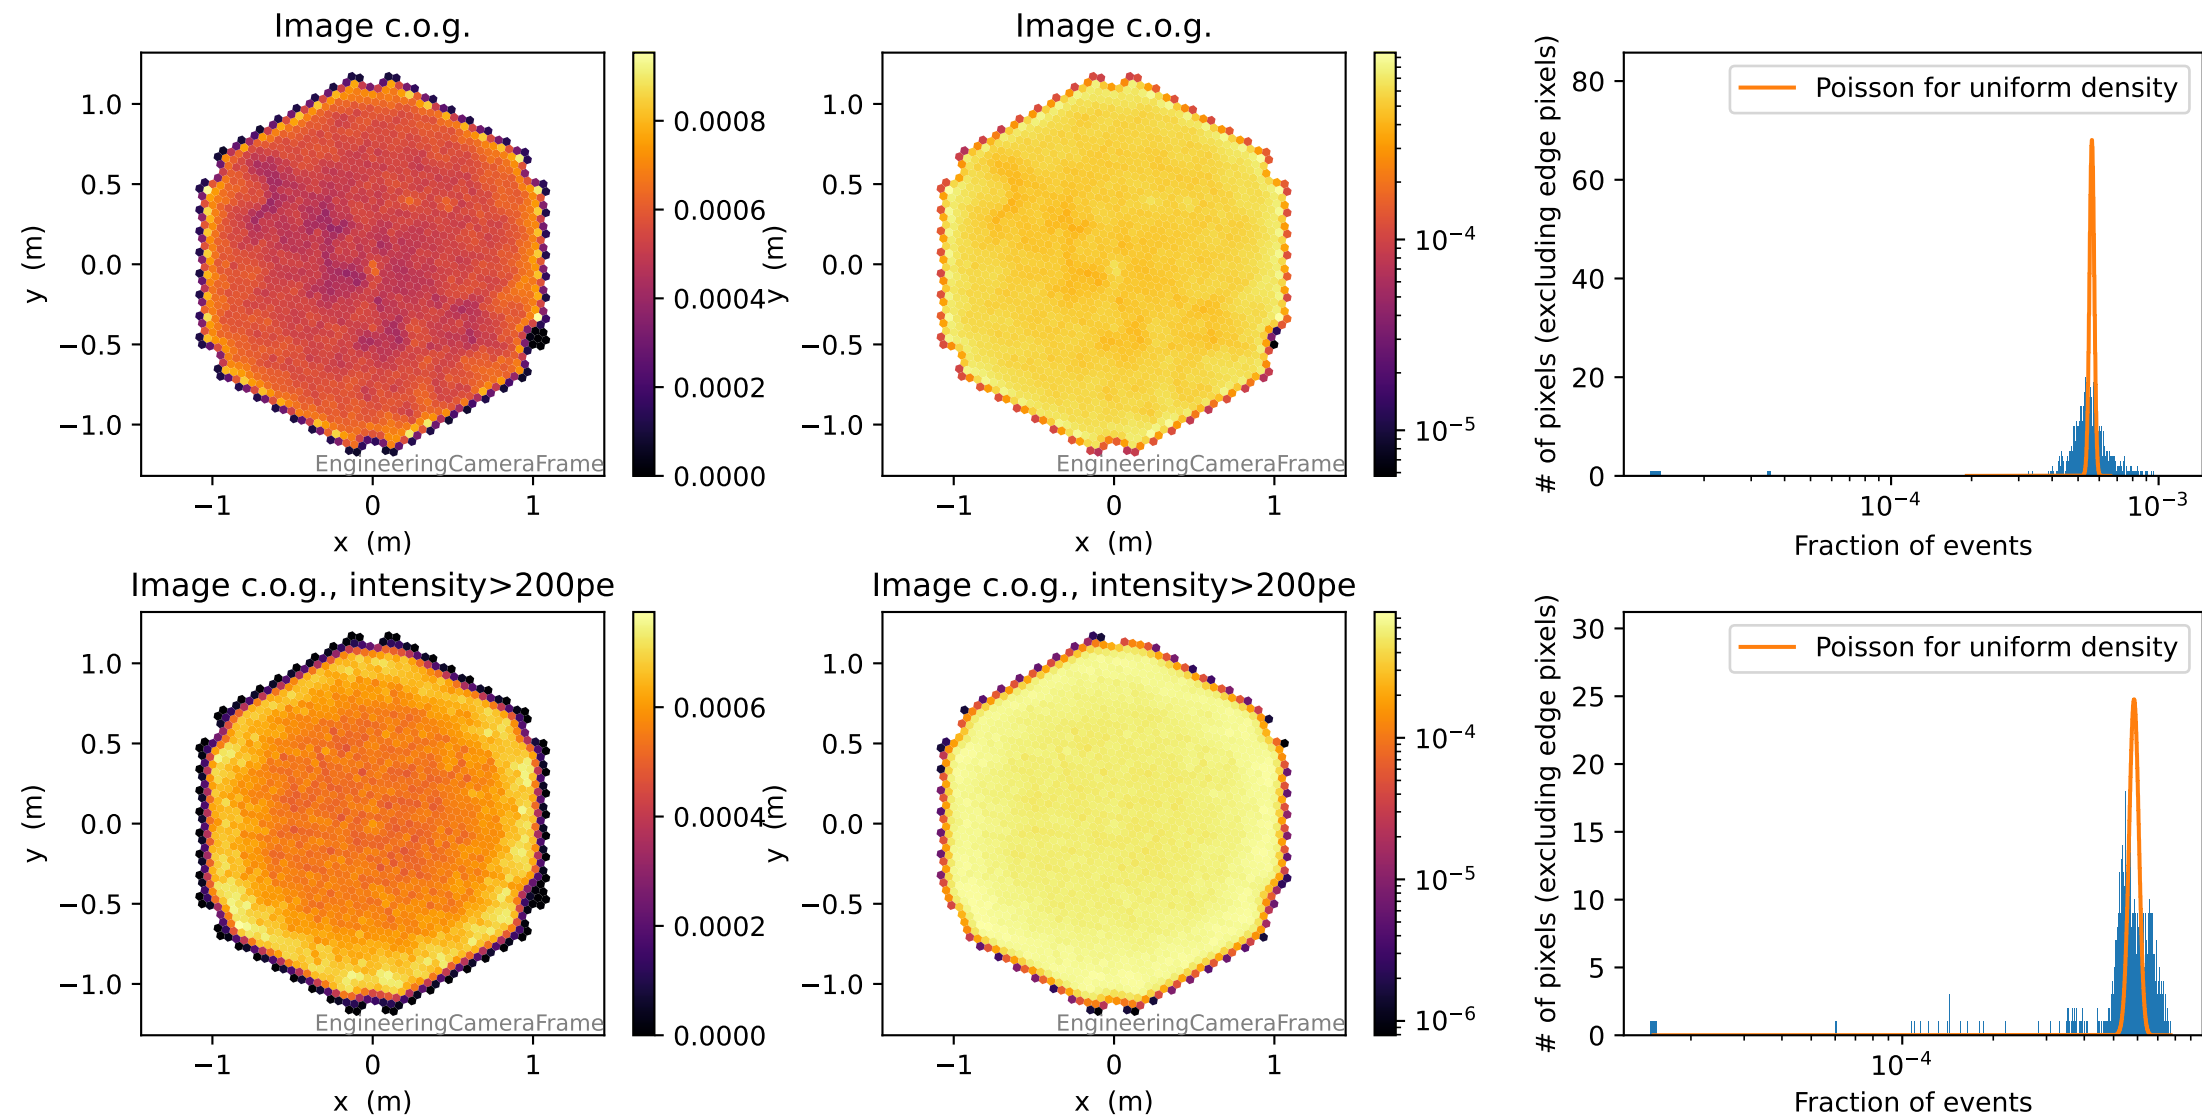 Image c.o.g.
1.0
0.5
0.0
−0.5
−1.0
y (m)
−1
0
1
x (m)
EngineeringCameraFrame
0.0008
0.0006
0.0004
0.0002
0.0000
Image c.o.g.
1.0
0.5
0.0
−0.5
−1.0
y (m)
−1
0
1
x (m)
EngineeringCameraFrame
10⁻⁴
10⁻⁵
Poisson for uniform density
80
60
40
20
0
# of pixels (excluding edge pixels)
10⁻⁴
10⁻³
Fraction of events
Image c.o.g., intensity>200pe
1.0
0.5
0.0
−0.5
−1.0
y (m)
−1
0
1
x (m)
EngineeringCameraFrame
0.0006
0.0004
0.0002
0.0000
Image c.o.g., intensity>200pe
1.0
0.5
0.0
−0.5
−1.0
y (m)
−1
0
1
x (m)
EngineeringCameraFrame
10⁻⁴
10⁻⁵
10⁻⁶
Poisson for uniform density
30
25
20
15
10
5
0
# of pixels (excluding edge pixels)
10⁻⁴
Fraction of events